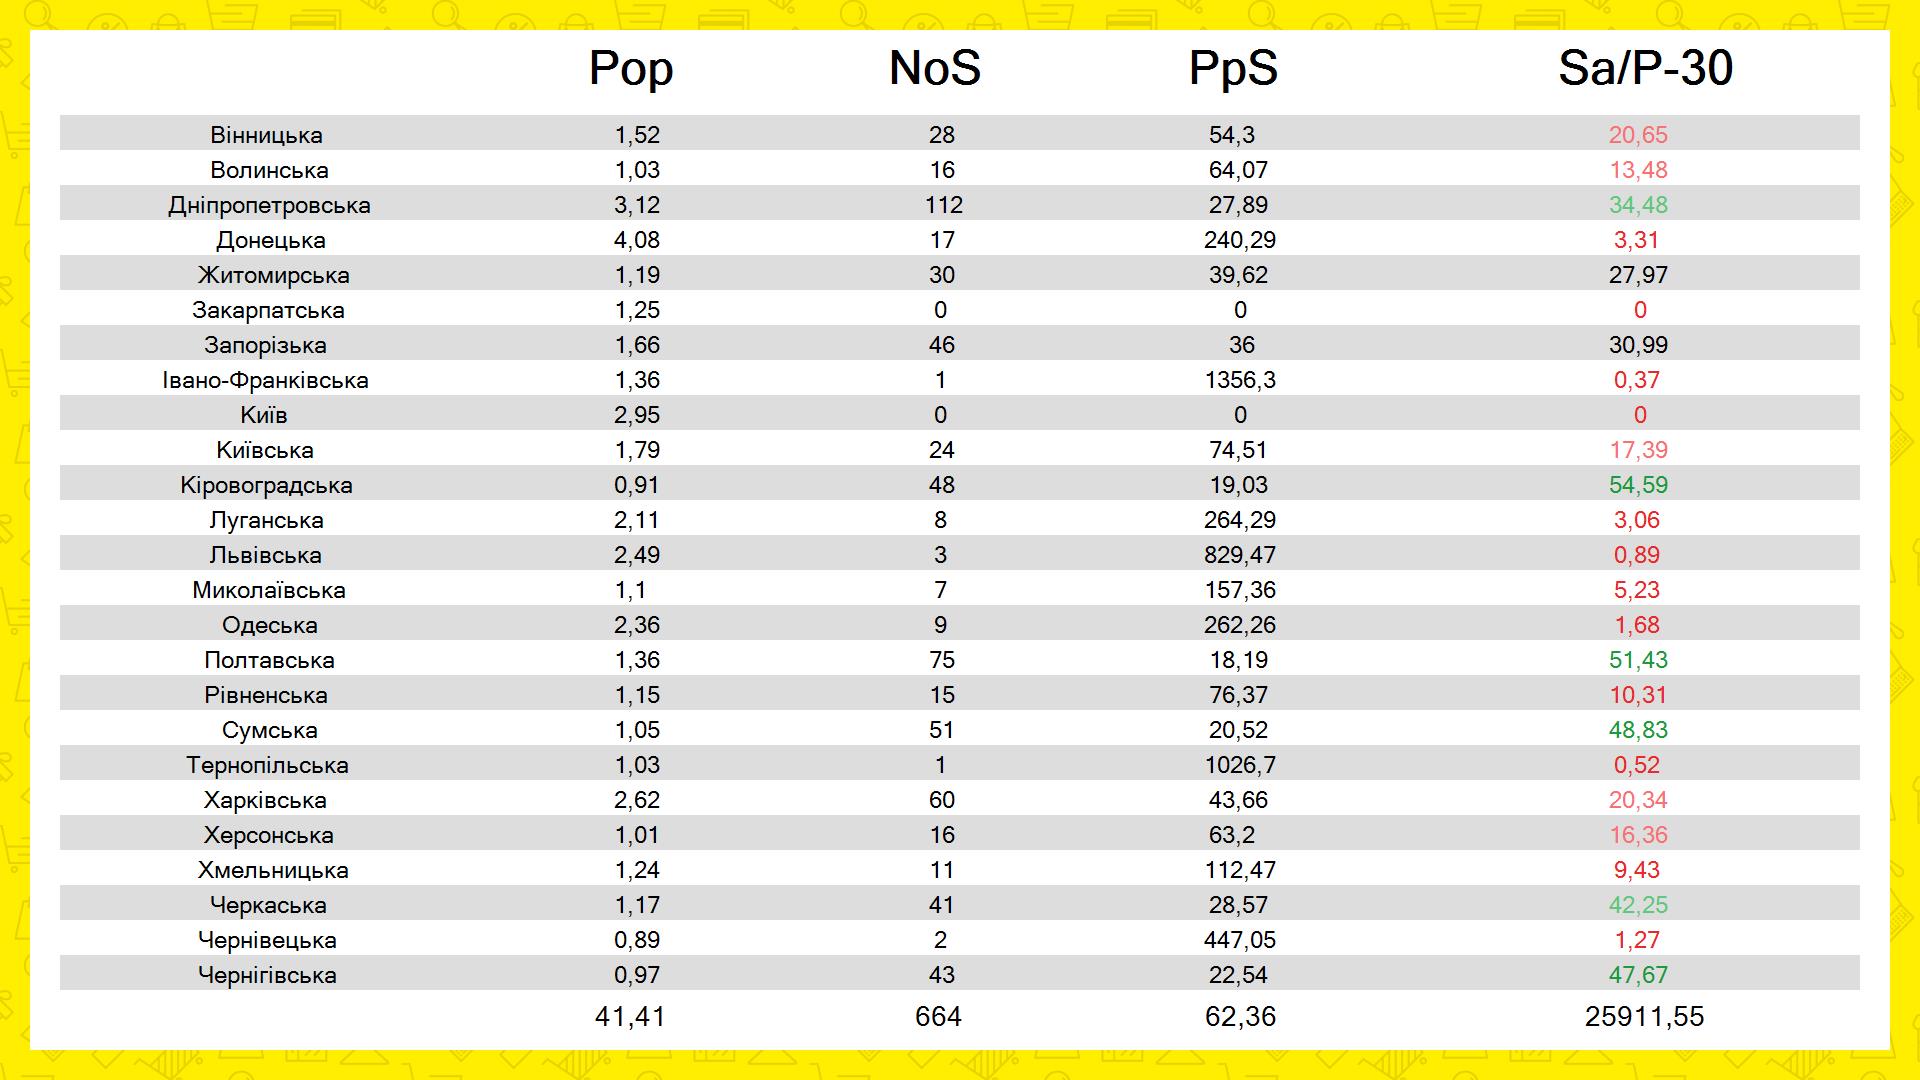 Pop NoS PpS Sa/P-30
Вінницька 1,52 28 54,3 20,65
Волинська 1,03 16 64,07 13,48
Дніпропетровська 3,12 112 27,89 34,48
Донецька 4,08 17 240,29 3,31
Житомирська 1,19 30 39,62 27,97
Закарпатська 1,25 0 0 0
Запорізька 1,66 46 36 30,99
Івано-Франківська 1,36 1 1356,3 0,37
Київ 2,95 0 0 0
Київська 1,79 24 74,51 17,39
Кіровоградська 0,91 48 19,03 54,59
Луганська 2,11 8 264,29 3,06
Львівська 2,49 3 829,47 0,89
Миколаївська 1,1 7 157,36 5,23
Одеська 2,36 9 262,26 1,68
Полтавська 1,36 75 18,19 51,43
Рівненська 1,15 15 76,37 10,31
Сумська 1,05 51 20,52 48,83
Тернопільська 1,03 1 1026,7 0,52
Харківська 2,62 60 43,66 20,34
Херсонська 1,01 16 63,2 16,36
Хмельницька 1,24 11 112,47 9,43
Черкаська 1,17 41 28,57 42,25
Чернівецька 0,89 2 447,05 1,27
Чернігівська 0,97 43 22,54 47,67
41,41 664 62,36 25911,55